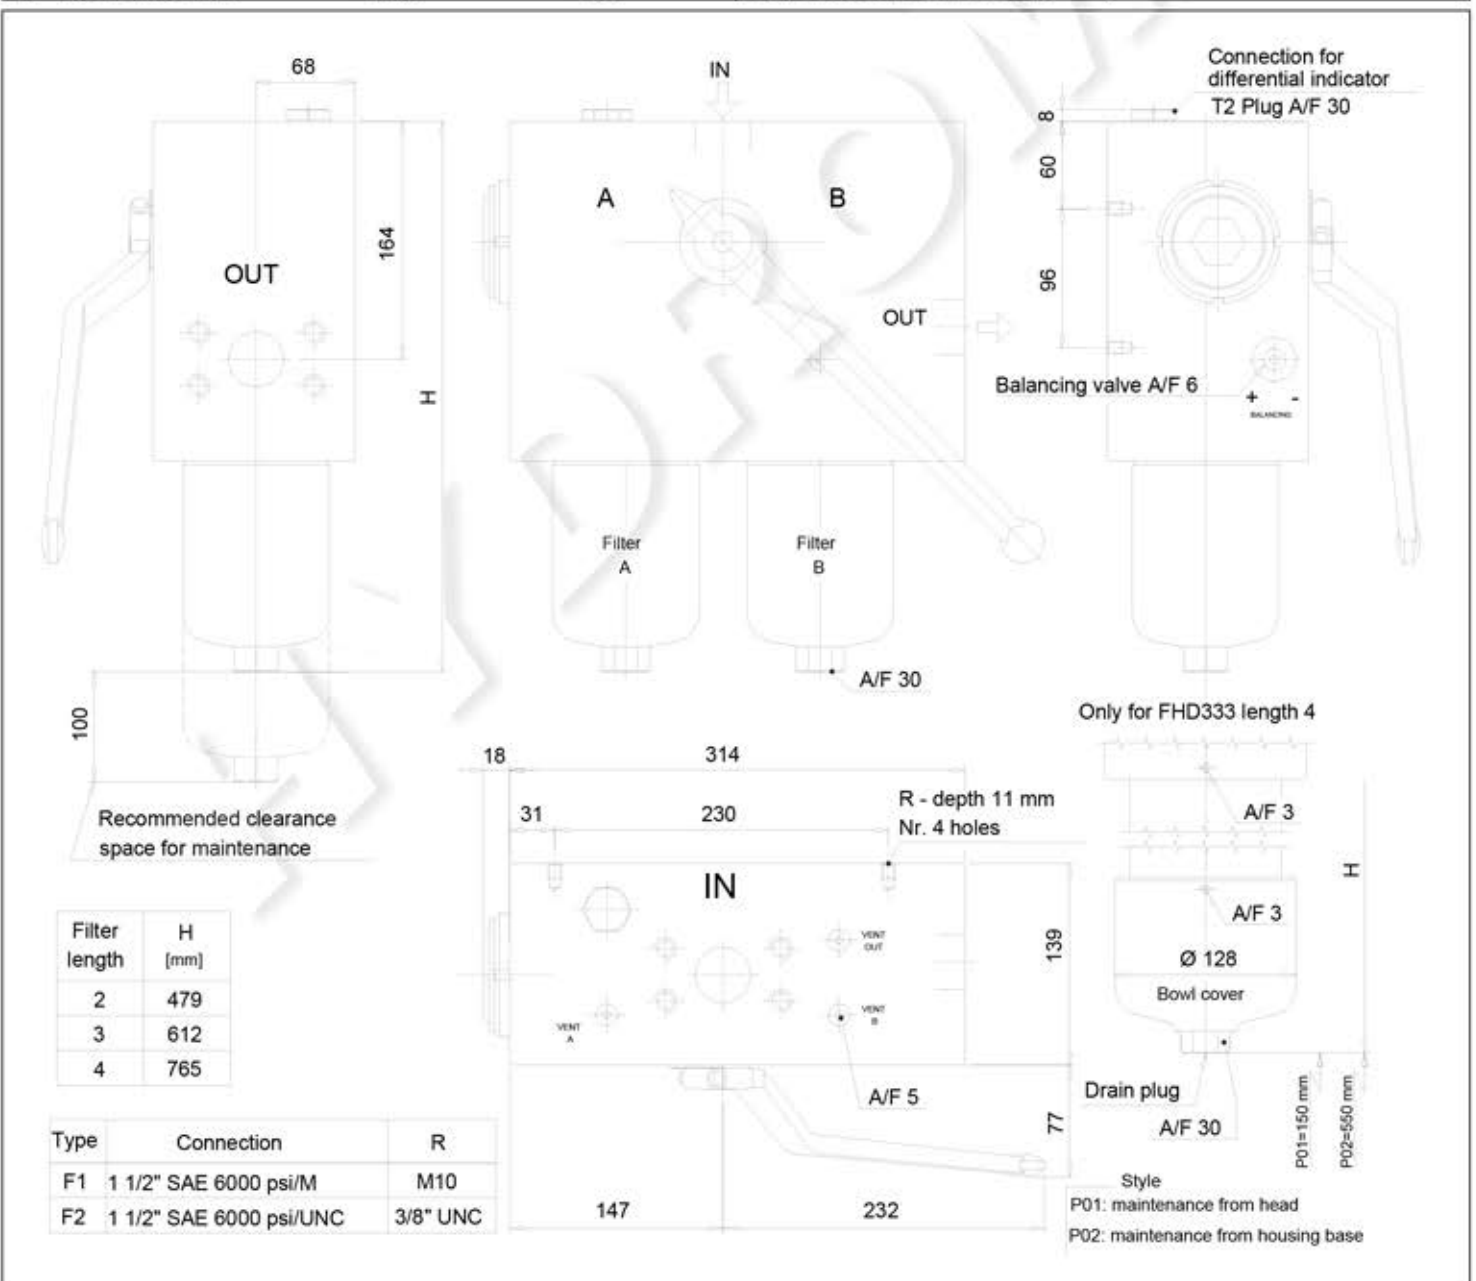 68
IN
Connection for
differential indicator
T2 Plug A/F 30
8
60
A
B
164
OUT
96
OUT
Balancing valve A/F 6
+ -
BALANCING
H
Filter
A
Filter
B
A/F 30
100
Only for FHD333 length 4
18
314
Recommended clearance
space for maintenance
31
230
R - depth 11 mm
Nr. 4 holes
A/F 3
H
IN
A/F 3
VENT
OUT
139
Ø 128
Bowl cover
VENT
A
VENT
B
Filter length H [mm]
2 479
3 612
4 765
A/F 5
77
Drain plug
A/F 30
P01=150 mm
P02=550 mm
Type Connection R
F1 1 1/2" SAE 6000 psi/M M10
F2 1 1/2" SAE 6000 psi/UNC 3/8" UNC
147
232
Style
P01: maintenance from head
P02: maintenance from housing base